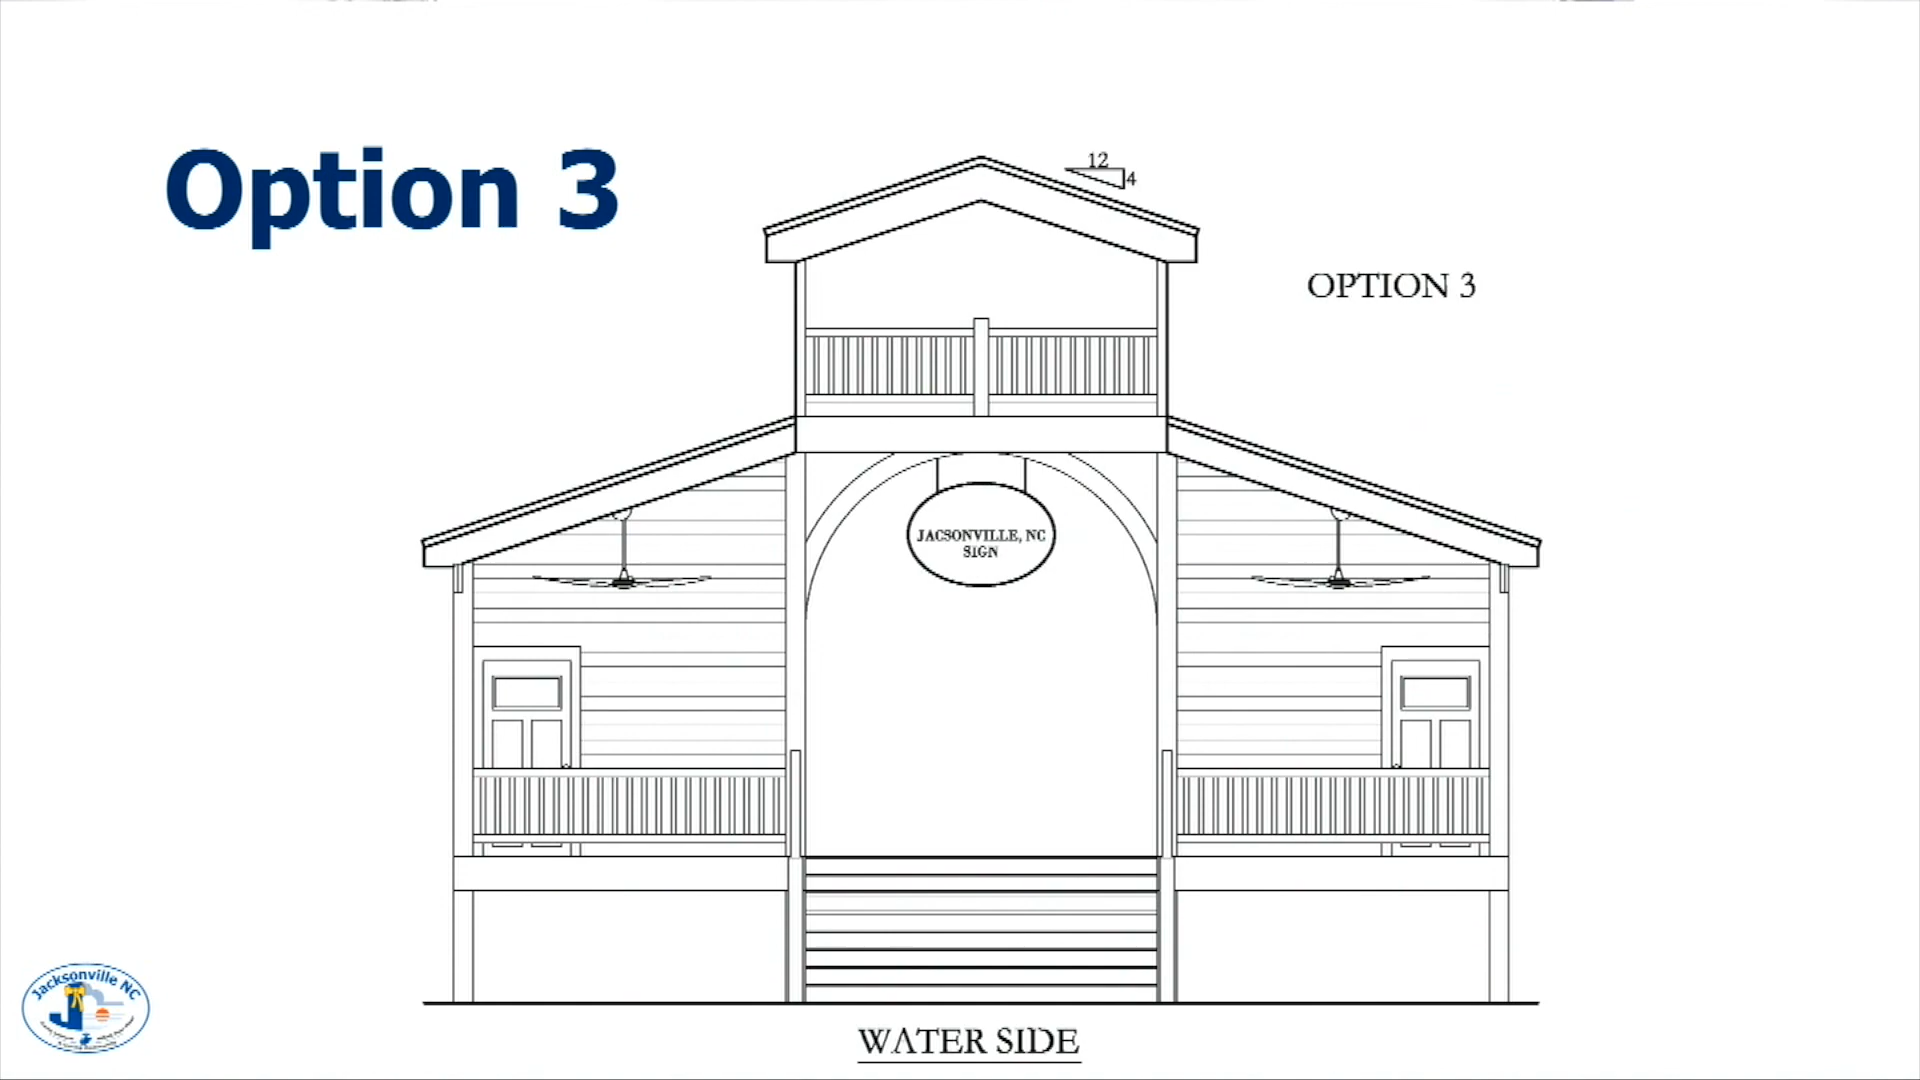 Option 3
12
4
OPTION 3
JACSONVILLE, NC
SIGN
Jacksonville NC
WATER SIDE